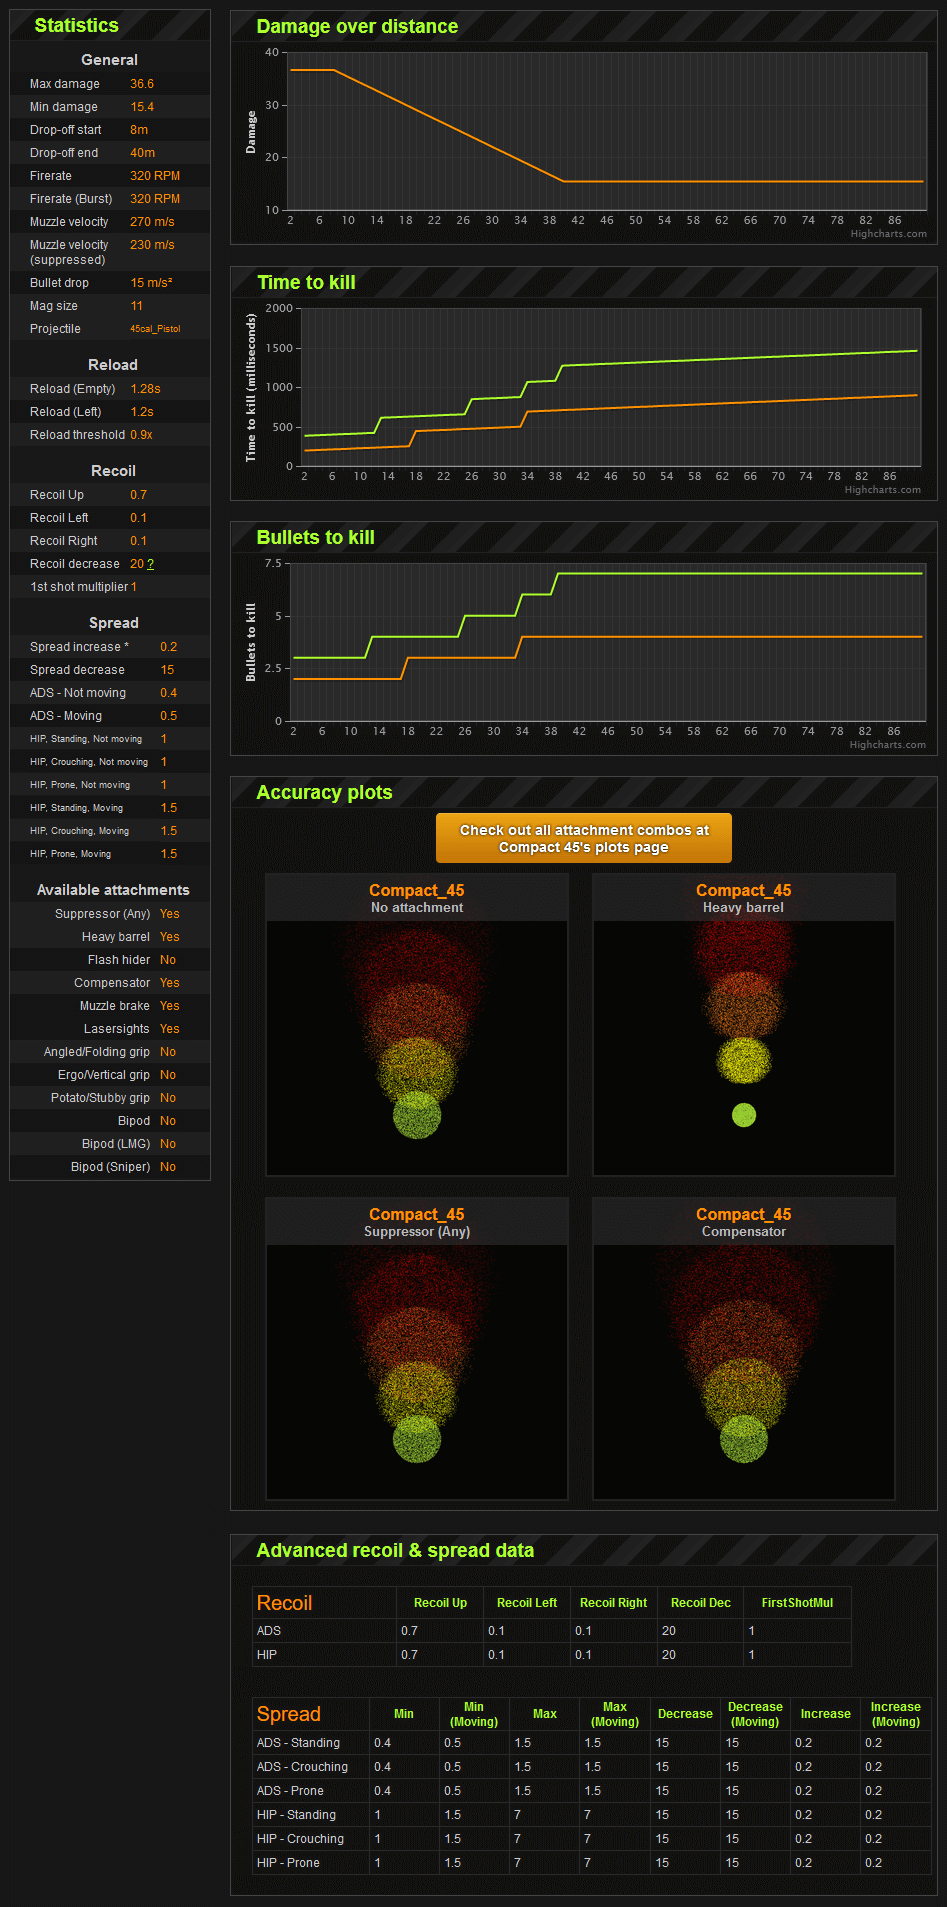 Statistics
General
Max damage 36.6
Min damage 15.4
Drop-off start 8m
Drop-off end 40m
Firerate 320 RPM
Firerate (Burst) 320 RPM
Muzzle velocity 270 m/s
Muzzle velocity 230 m/s
(suppressed)
Bullet drop 15 m/s²
Mag size 11
Projectile 45cal_Pistol
Reload
Reload (Empty) 1.28s
Reload (Left) 1.2s
Reload threshold 0.9x
Recoil
Recoil Up 0.7
Recoil Left 0.1
Recoil Right 0.1
Recoil decrease 20 ?
1st shot multiplier 1
Spread
Spread increase * 0.2
Spread decrease 15
ADS - Not moving 0.4
ADS - Moving 0.5
HIP, Standing, Not moving 1
HIP, Crouching, Not moving 1
HIP, Prone, Not moving 1
HIP, Standing, Moving 1.5
HIP, Crouching, Moving 1.5
HIP, Prone, Moving 1.5
Available attachments
Suppressor (Any) Yes
Heavy barrel Yes
Flash hider No
Compensator Yes
Muzzle brake Yes
Lasersights Yes
Angled/Folding grip No
Ergo/Vertical grip No
Potato/Stubby grip No
Bipod No
Bipod (LMG) No
Bipod (Sniper) No
Damage over distance
Damage
40
30
20
10
2 6 10 14 18 22 26 30 34 38 42 46 50 54 58 62 66 70 74 78 82 86
Highcharts.com
Time to kill
Time to kill (milliseconds)
2000
1500
1000
500
0
2 6 10 14 18 22 26 30 34 38 42 46 50 54 58 62 66 70 74 78 82 86
Highcharts.com
Bullets to kill
Bullets to kill
7.5
5
2.5
0
2 6 10 14 18 22 26 30 34 38 42 46 50 54 58 62 66 70 74 78 82 86
Highcharts.com
Accuracy plots
Check out all attachment combos at
Compact 45's plots page
Compact_45
No attachment
Compact_45
Heavy barrel
Compact_45
Suppressor (Any)
Compact_45
Compensator
Advanced recoil & spread data
Recoil Recoil Up Recoil Left Recoil Right Recoil Dec FirstShotMul
ADS 0.7 0.1 0.1 20 1
HIP 0.7 0.1 0.1 20 1
Spread Min Min (Moving) Max Max (Moving) Decrease Decrease (Moving) Increase Increase (Moving)
ADS - Standing 0.4 0.5 1.5 1.5 15 15 0.2 0.2
ADS - Crouching 0.4 0.5 1.5 1.5 15 15 0.2 0.2
ADS - Prone 0.4 0.5 1.5 1.5 15 15 0.2 0.2
HIP - Standing 1 1.5 7 7 15 15 0.2 0.2
HIP - Crouching 1 1.5 7 7 15 15 0.2 0.2
HIP - Prone 1 1.5 7 7 15 15 0.2 0.2